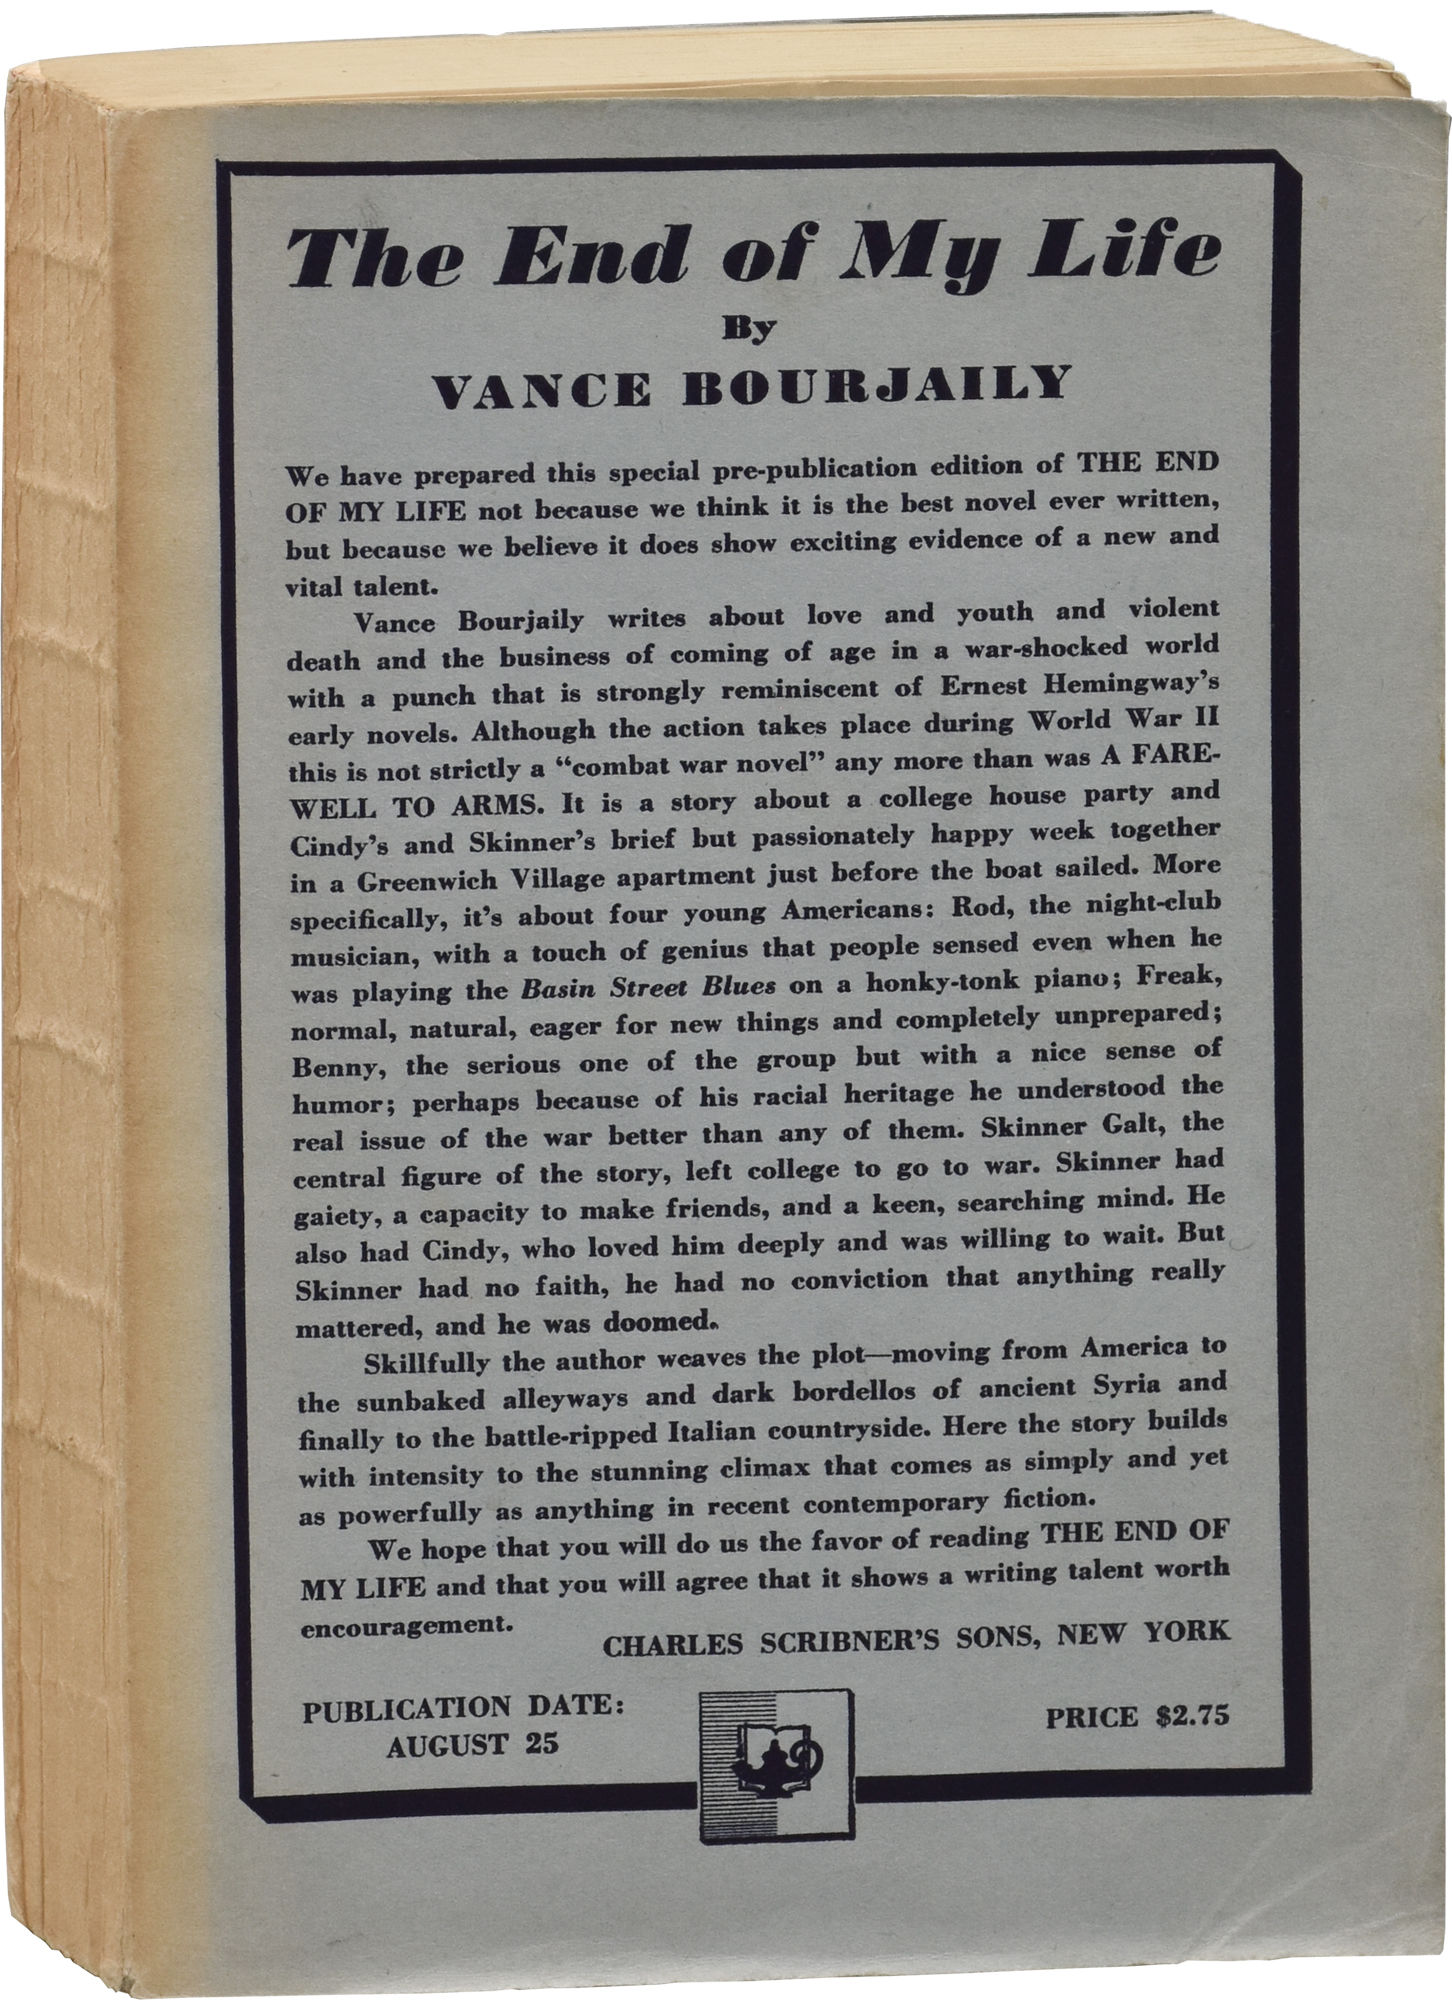 The End of My Life
By
VANCE BOURJAILY
We have prepared this special pre-publication edition of THE END
OF MY LIFE not because we think it is the best novel ever written,
but because we believe it does show exciting evidence of a new and
vital talent.
Vance Bourjaily writes about love and youth and violent
death and the business of coming of age in a war-shocked world
with a punch that is strongly reminiscent of Ernest Hemingway's
early novels. Although the action takes place during World War II
this is not strictly a “combat war novel” any more than was A FARE-
WELL TO ARMS. It is a story about a college house party and
Cindy's and Skinner's brief but passionately happy week together
in a Greenwich Village apartment just before the boat sailed. More
specifically, it's about four young Americans: Rod, the night-club
musician, with a touch of genius that people sensed even when he
was playing the Basin Street Blues on a honky-tonk piano; Freak,
normal, natural, eager for new things and completely unprepared;
Benny, the serious one of the group but with a nice sense of
humor; perhaps because of his racial heritage he understood the
real issue of the war better than any of them. Skinner Galt, the
central figure of the story, left college to go to war. Skinner had
gaiety, a capacity to make friends, and a keen, searching mind. He
also had Cindy, who loved him deeply and was willing to wait. But
Skinner had no faith, he had no conviction that anything really
mattered, and he was doomed.
Skillfully the author weaves the plot—moving from America to
the sunbaked alleyways and dark bordellos of ancient Syria and
finally to the battle-ripped Italian countryside. Here the story builds
with intensity to the stunning climax that comes as simply and yet
as powerfully as anything in recent contemporary fiction.
We hope that you will do us the favor of reading THE END OF
MY LIFE and that you will agree that it shows a writing talent worth
encouragement.
CHARLES SCRIBNER'S SONS, NEW YORK
PUBLICATION DATE:
AUGUST 25
PRICE $2.75